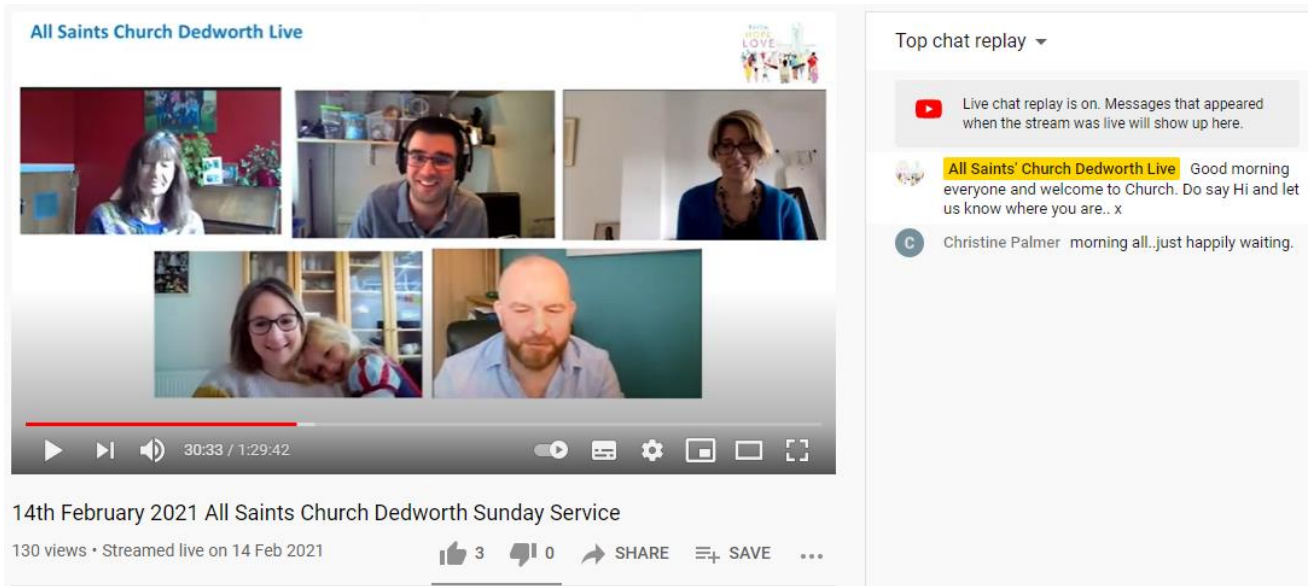 All Saints Church Dedworth Live
FAITH
HOPE
LOVE
30:33 / 1:29:42
14th February 2021 All Saints Church Dedworth Sunday Service
130 views • Streamed live on 14 Feb 2021
3
0
SHARE
SAVE
Top chat replay
Live chat replay is on. Messages that appeared
when the stream was live will show up here.
All Saints' Church Dedworth Live Good morning
everyone and welcome to Church. Do say Hi and let
us know where you are.. x
C
Christine Palmer morning all..just happily waiting.